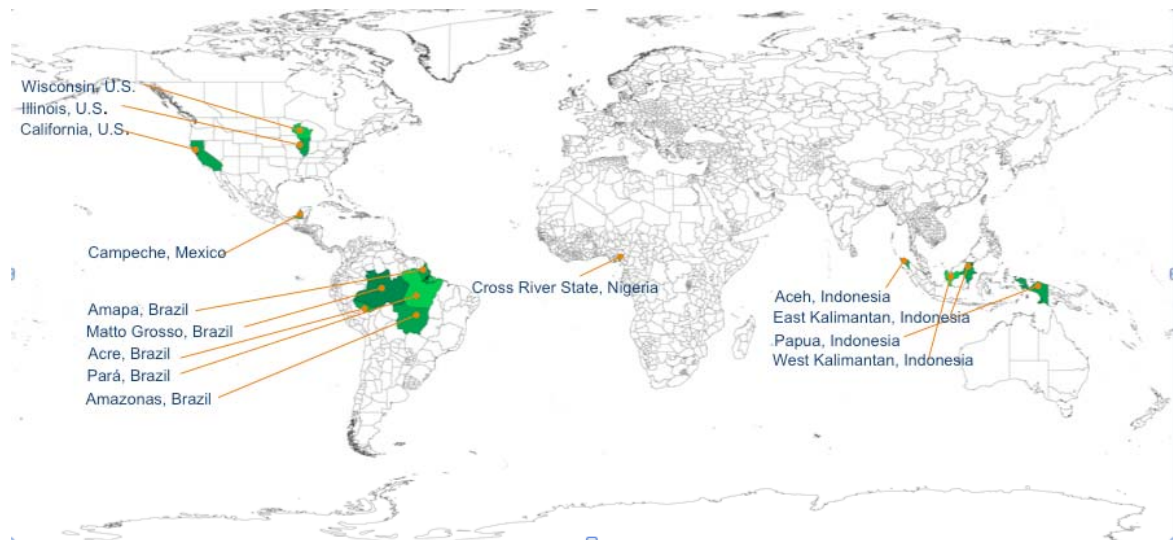 Wisconsin, U.S.
Illinois, U.S.
California, U.S.
Campeche, Mexico
Amapa, Brazil
Matto Grosso, Brazil
Acre, Brazil
Pará, Brazil
Amazonas, Brazil
Cross River State, Nigeria
Aceh, Indonesia
East Kalimantan, Indonesia
Papua, Indonesia
West Kalimantan, Indonesia